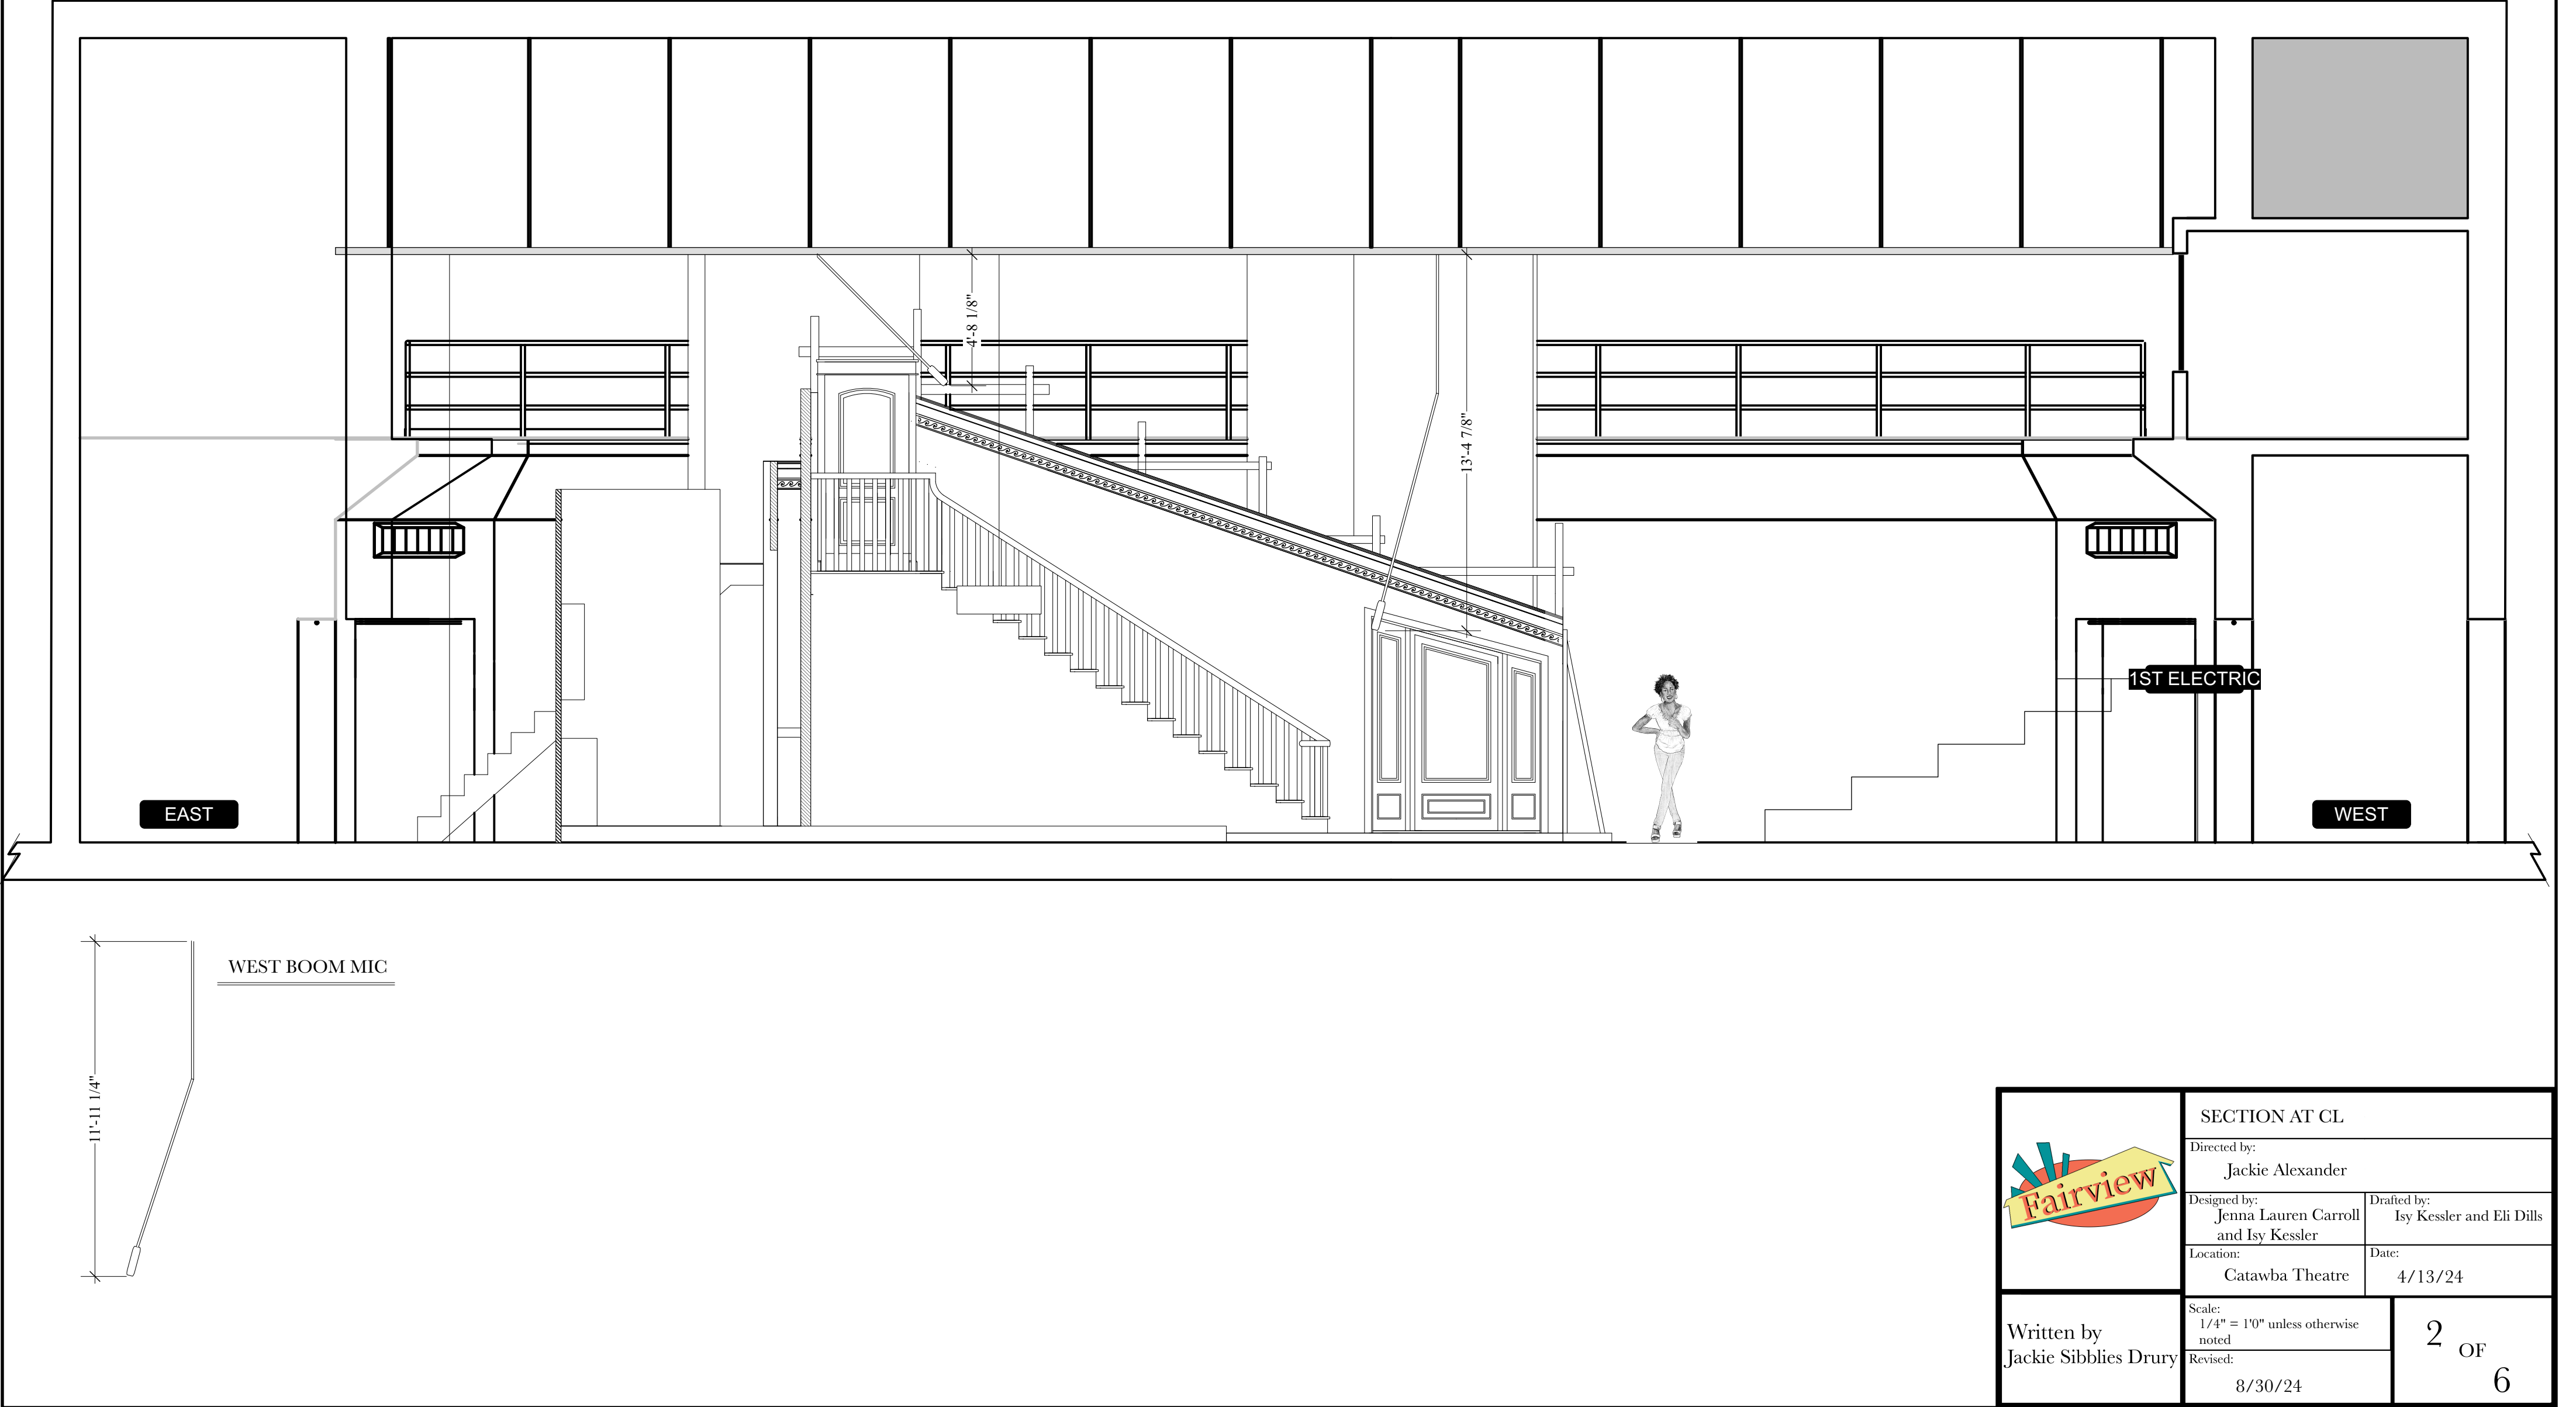 4'-8 1/8"
13'-4 7/8"
1ST ELECTRIC
EAST
WEST
WEST BOOM MIC
11'-11 1/4"
SECTION AT CL
Directed by:
Jackie Alexander
Fairview
Designed by:
Jenna Lauren Carroll
and Isy Kessler
Drafted by:
Isy Kessler and Eli Dills
Location:
Catawba Theatre
Date:
4/13/24
Written by
Jackie Sibblies Drury
Scale:
1/4" = 1'0" unless otherwise
noted
Revised:
8/30/24
2 OF
6